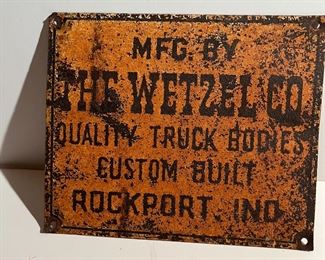 MFG. BY
THE WETZEL CO
QUALITY TRUCK BODIES
CUSTOM BUILT
ROCKPORT, IND